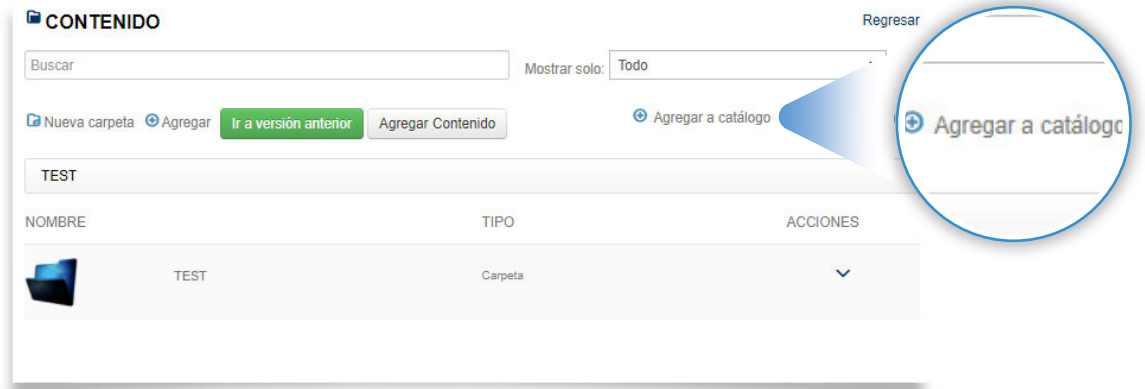 CONTENIDO
Regresar
Buscar
Mostrar solo:
Todo
Nueva carpeta
Agregar
Ir a versión anterior
Agregar Contenido
Agregar a catálogo
Agregar a catálogo
TEST
NOMBRE
TIPO
ACCIONES
TEST
Carpeta